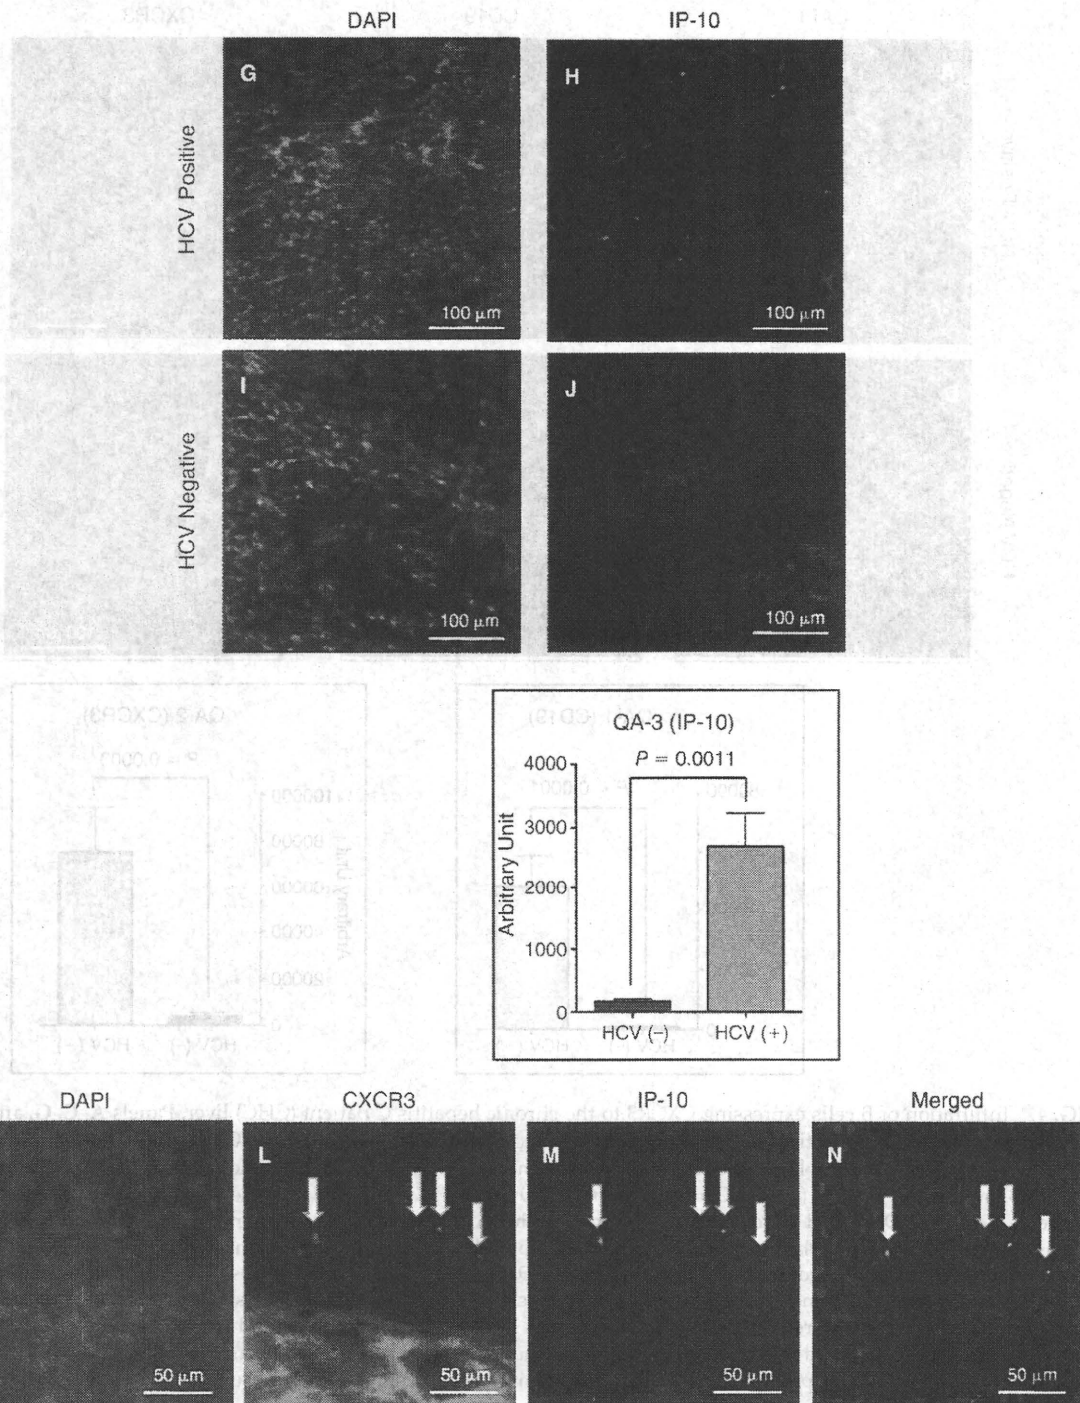 DAPI IP-10
G H
HCV Positive
100 μm 100 μm
I J
HCV Negative
100 μm 100 μm
QA-3 (IP-10)
P = 0.0011
4000
3000
2000
1000
0
Arbitrary Unit
HCV (−) HCV (+)
DAPI CXCR3 IP-10 Merged
L M N
50 μm 50 μm 50 μm 50 μm